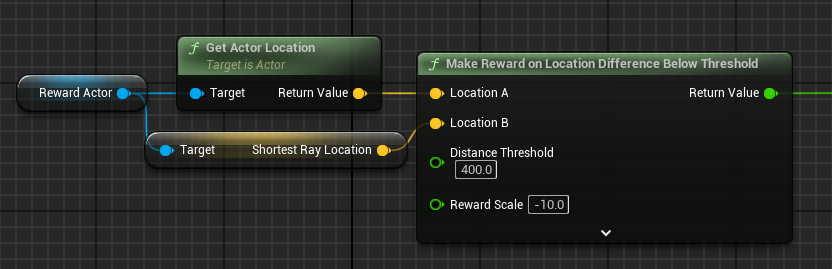 Get Actor Location
Target is Actor
Make Reward on Location Difference Below Threshold
Reward Actor
Target
Return Value
Location A
Return Value
Location B
Target
Shortest Ray Location
Distance Threshold
400.0
Reward Scale
-10.0